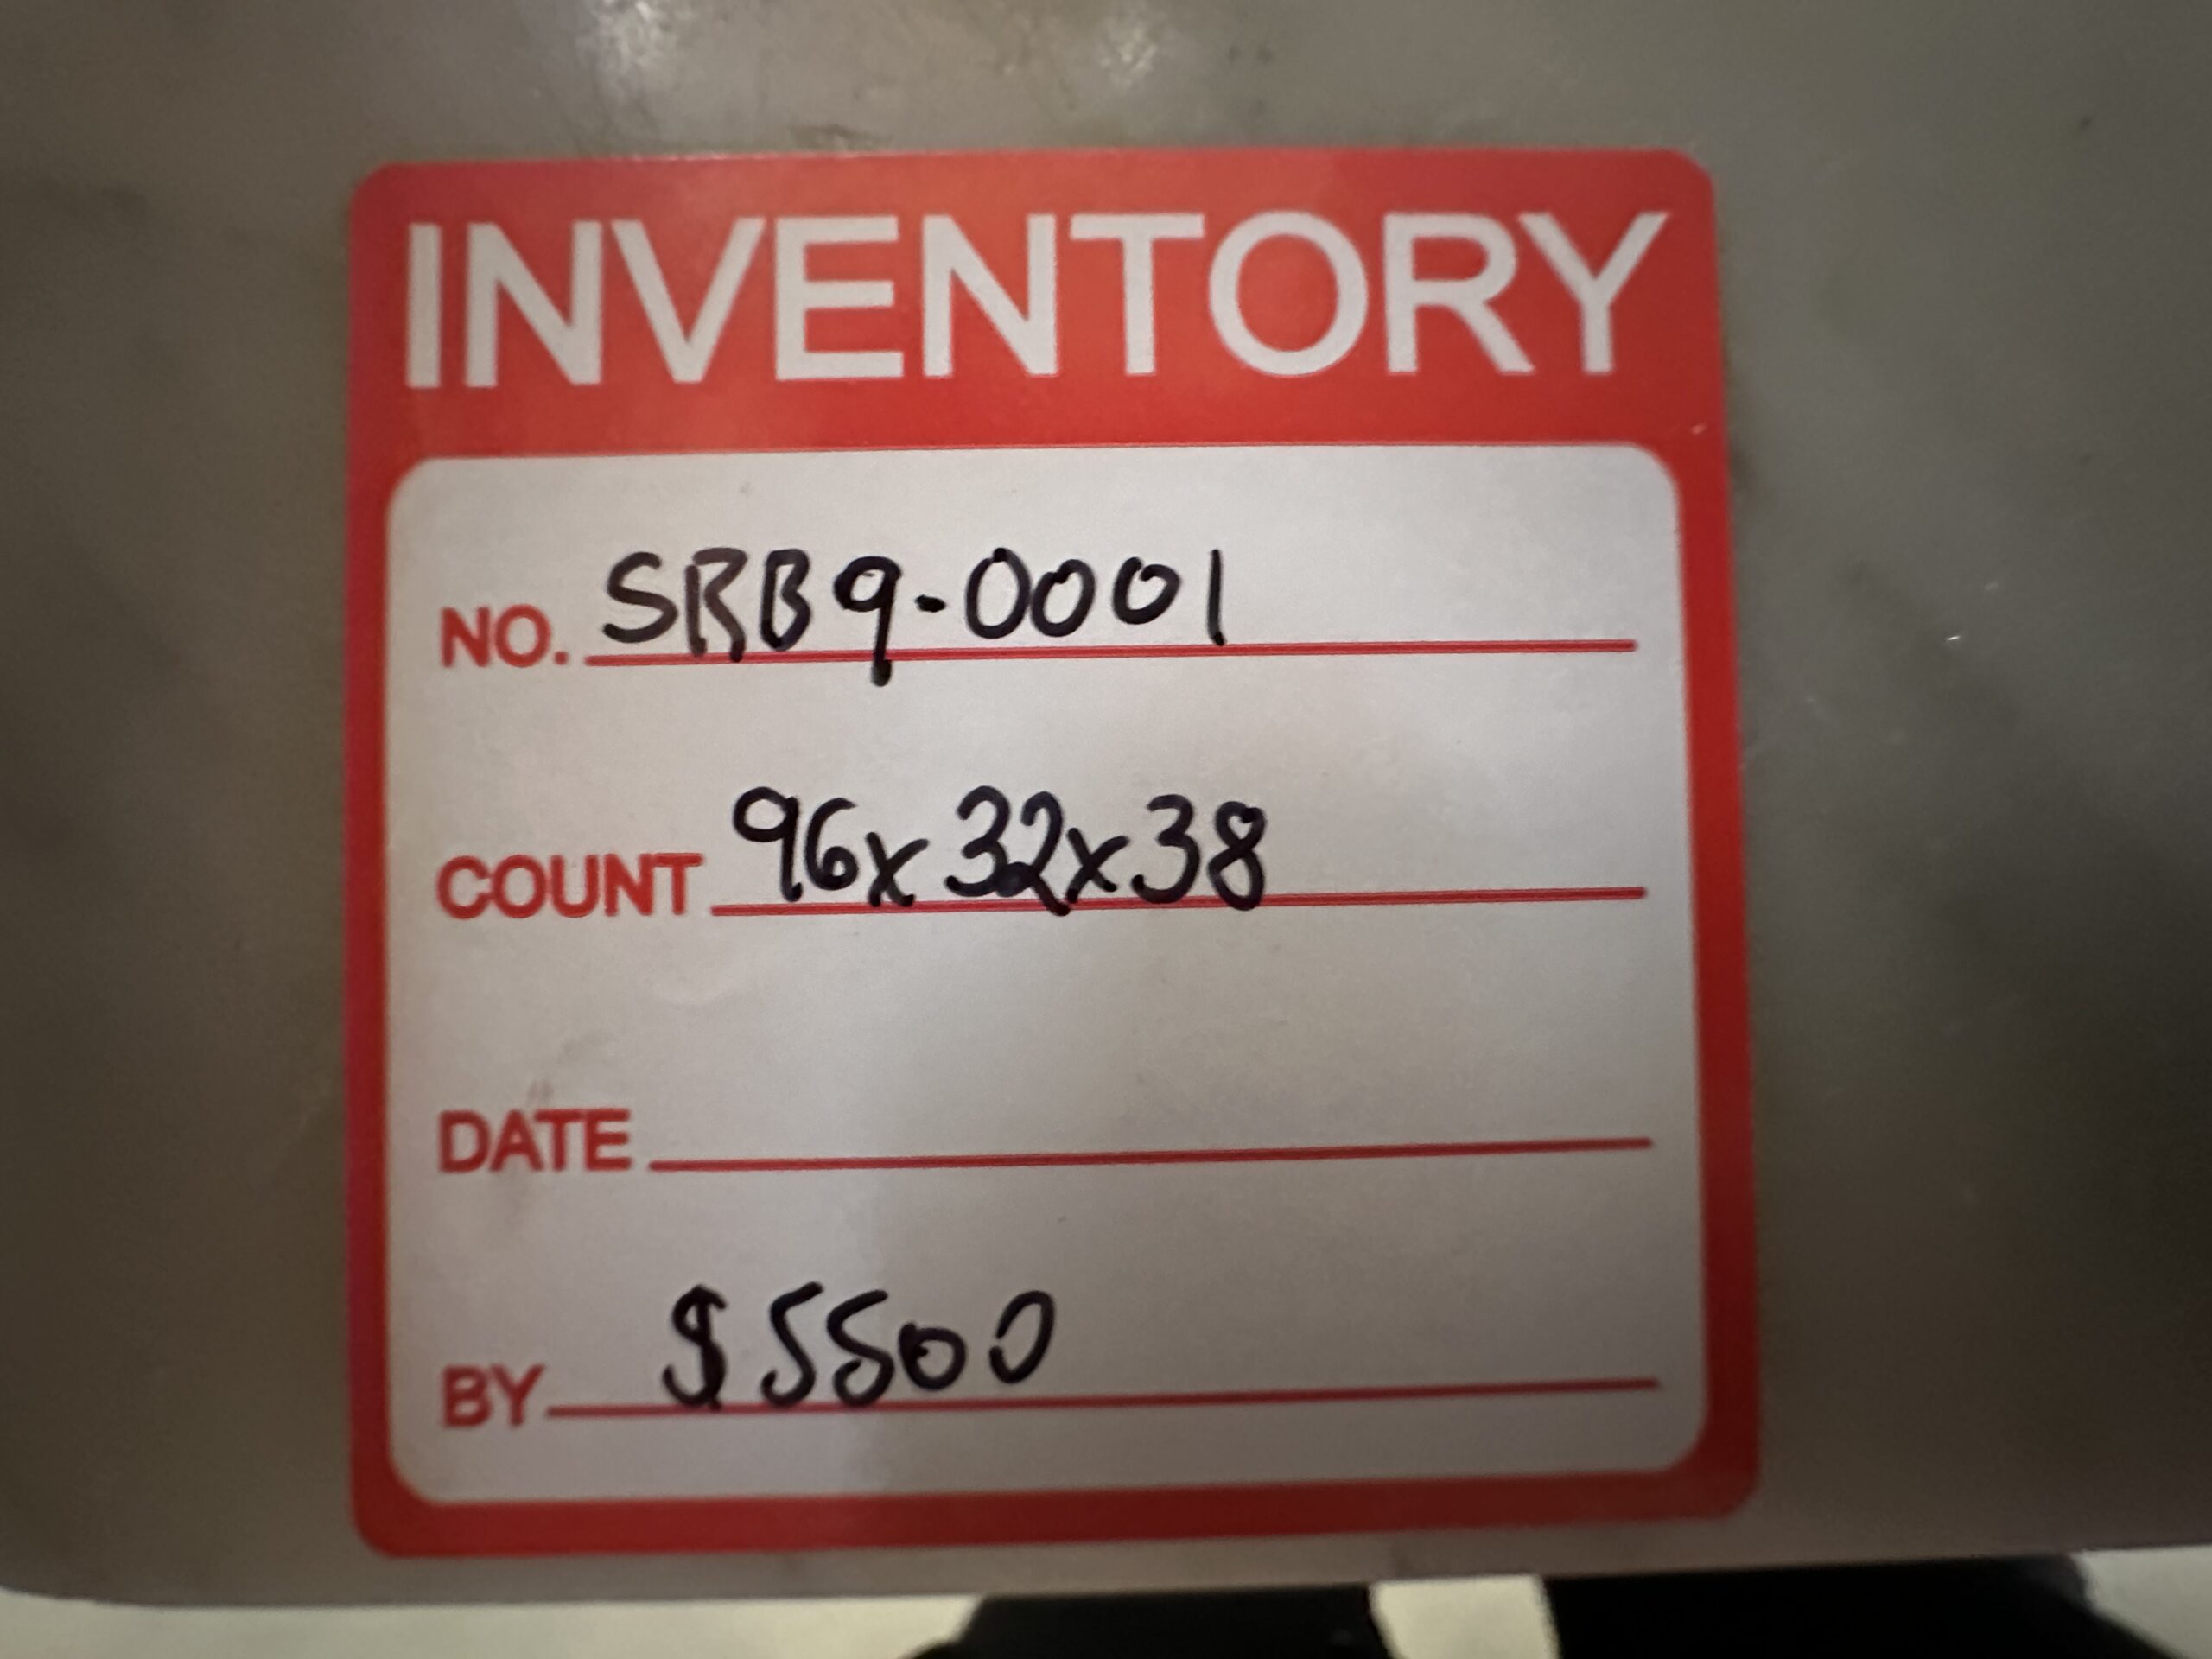 INVENTORY
NO. SRB9-0001
COUNT 96x32x38
DATE
BY $5500